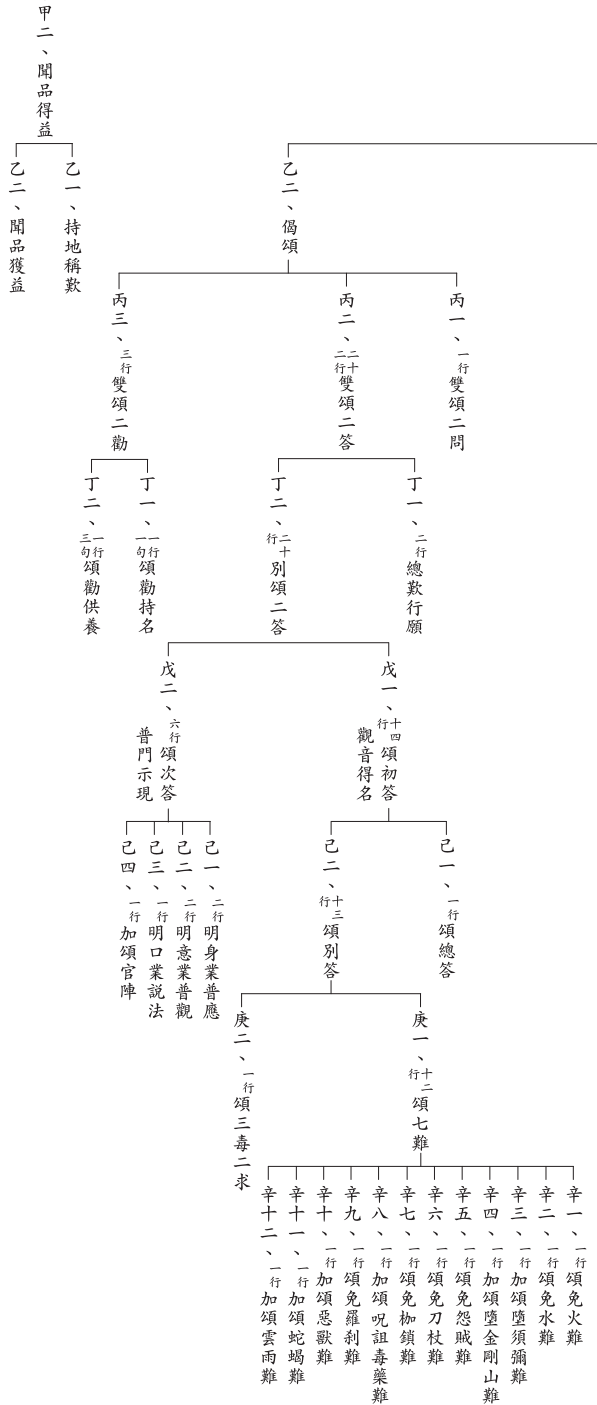 乙二、偈頌
丙一、一行雙頌二問
丙二、二十二行雙頌二答
丁一、二行總歎行願
丁二、二十行別頌二答
戊一、十四行頌初答觀音得名
己一、一行頌總答
己二、十三行頌別答
庚一、十二行頌七難
辛一、一行頌免火難
辛二、一行頌免水難
辛三、一行加頌墮須彌難
辛四、一行加頌墮金剛山難
辛五、一行頌免怨賊難
辛六、一行頌免刀杖難
辛七、一行頌免枷鎖難
辛八、一行加頌呪詛毒藥難
辛九、一行頌免羅剎難
辛十、一行加頌惡獸難
辛十一、一行加頌蛇蝎難
辛十二、一行加頌雲雨難
庚二、一行頌三毒二求
戊二、六行頌次答普門示現
己一、二行明身業普應
己二、二行明意業普觀
己三、一行明口業説法
己四、一行加頌官陣
丙三、三行雙頌二勸
丁一、一行一句頌勸持名
丁二、一行三句頌勸供養
甲二、聞品得益
乙一、持地稱歎
乙二、聞品獲益